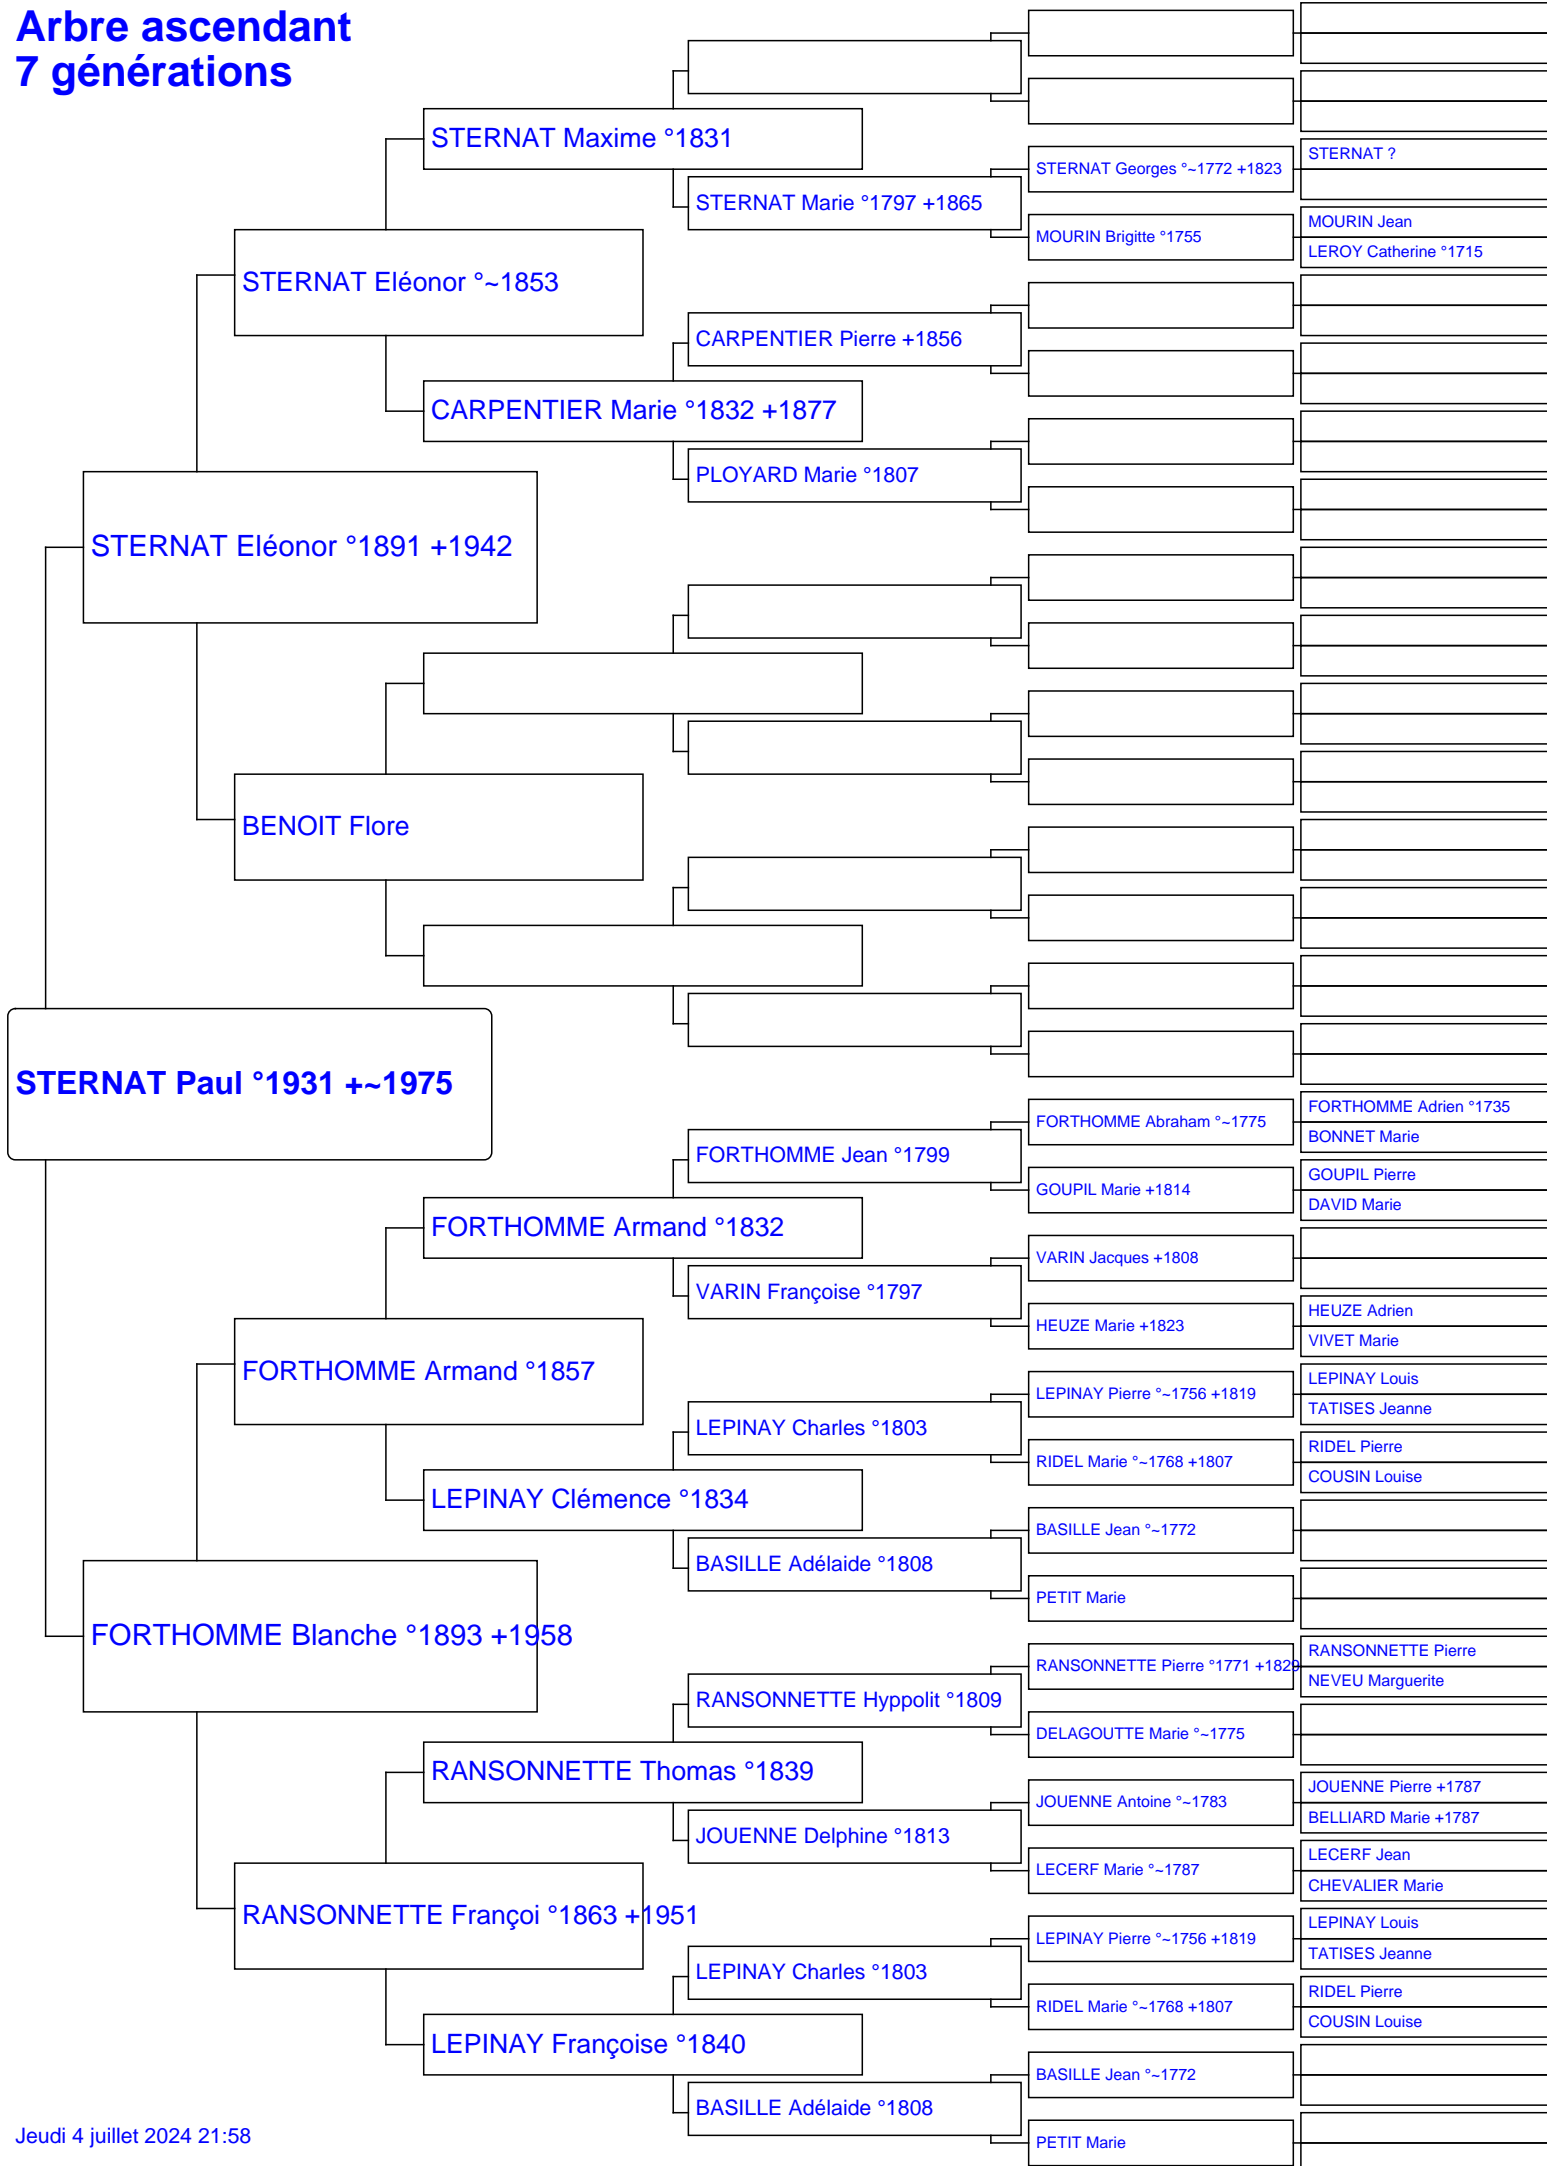 Arbre ascendant
7 générations
STERNAT Maxime °1831
STERNAT ?
STERNAT Georges °~1772 +1823
STERNAT Marie °1797 +1865
MOURIN Jean
MOURIN Brigitte °1755
LEROY Catherine °1715
STERNAT Eléonor °~1853
CARPENTIER Pierre +1856
CARPENTIER Marie °1832 +1877
PLOYARD Marie °1807
STERNAT Eléonor °1891 +1942
BENOIT Flore
STERNAT Paul °1931 +~1975
FORTHOMME Adrien °1735
FORTHOMME Abraham °~1775
BONNET Marie
FORTHOMME Jean °1799
GOUPIL Pierre
GOUPIL Marie +1814
DAVID Marie
FORTHOMME Armand °1832
VARIN Jacques +1808
VARIN Françoise °1797
HEUZE Adrien
HEUZE Marie +1823
VIVET Marie
FORTHOMME Armand °1857
LEPINAY Louis
LEPINAY Pierre °~1756 +1819
TATISES Jeanne
LEPINAY Charles °1803
RIDEL Pierre
RIDEL Marie °~1768 +1807
COUSIN Louise
LEPINAY Clémence °1834
BASILLE Jean °~1772
BASILLE Adélaide °1808
PETIT Marie
FORTHOMME Blanche °1893 +1958
RANSONNETTE Pierre
RANSONNETTE Pierre °1771 +1829
NEVEU Marguerite
RANSONNETTE Hyppolit °1809
DELAGOUTTE Marie °~1775
RANSONNETTE Thomas °1839
JOUENNE Pierre +1787
JOUENNE Antoine °~1783
BELLIARD Marie +1787
JOUENNE Delphine °1813
LECERF Jean
LECERF Marie °~1787
CHEVALIER Marie
RANSONNETTE Françoi °1863 +1951
LEPINAY Louis
LEPINAY Pierre °~1756 +1819
TATISES Jeanne
LEPINAY Charles °1803
RIDEL Pierre
RIDEL Marie °~1768 +1807
COUSIN Louise
LEPINAY Françoise °1840
BASILLE Jean °~1772
BASILLE Adélaide °1808
PETIT Marie
Jeudi 4 juillet 2024 21:58